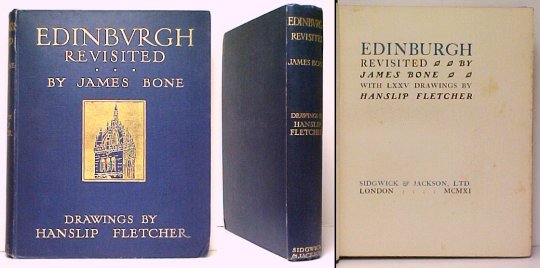 EDINBVRGH
REVISITED
BY JAMES BONE
DRAWINGS BY
HANSLIP FLETCHER
EDINBVRGH
REVISITED
JAMES BONE
DRAWINGS BY
HANSLIP
FLETCHER
SIDGWICK
& JACKSON, LTD
EDINBURGH
REVISITED BY
JAMES BONE
WITH LXXV DRAWINGS BY
HANSLIP FLETCHER
SIDGWICK & JACKSON, LTD.
LONDON :: :: MCMXI